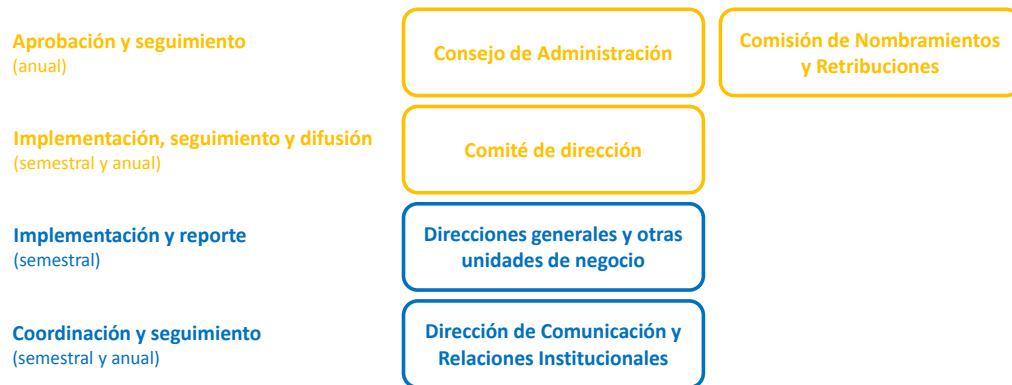 Aprobación y seguimiento
(anual)
Consejo de Administración
Comisión de Nombramientos
y Retribuciones
Implementación, seguimiento y difusión
(semestral y anual)
Comité de dirección
Implementación y reporte
(semestral)
Direcciones generales y otras
unidades de negocio
Coordinación y seguimiento
(semestral y anual)
Dirección de Comunicación y
Relaciones Institucionales